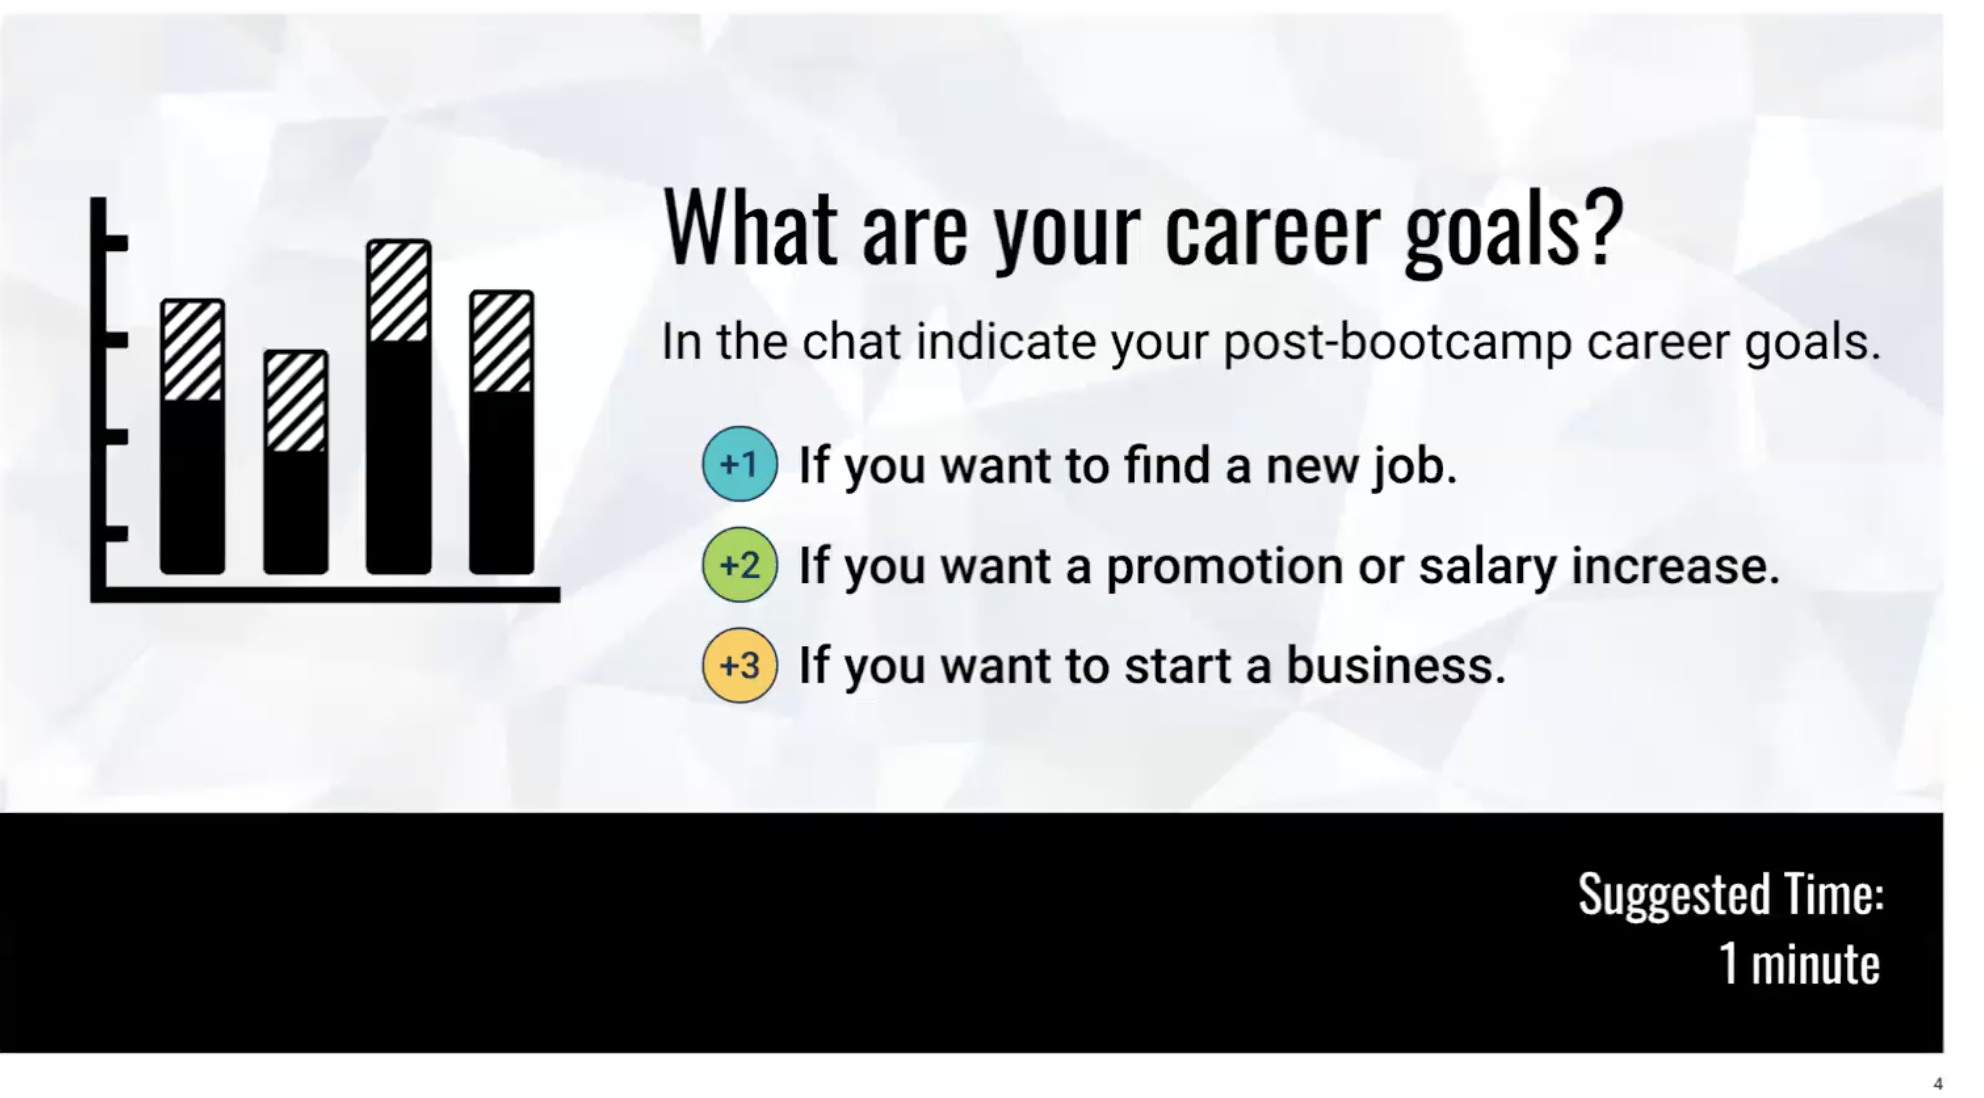 What are your career goals?
In the chat indicate your post-bootcamp career goals.
+1 If you want to find a new job.
+2 If you want a promotion or salary increase.
+3 If you want to start a business.
Suggested Time:
1 minute
4